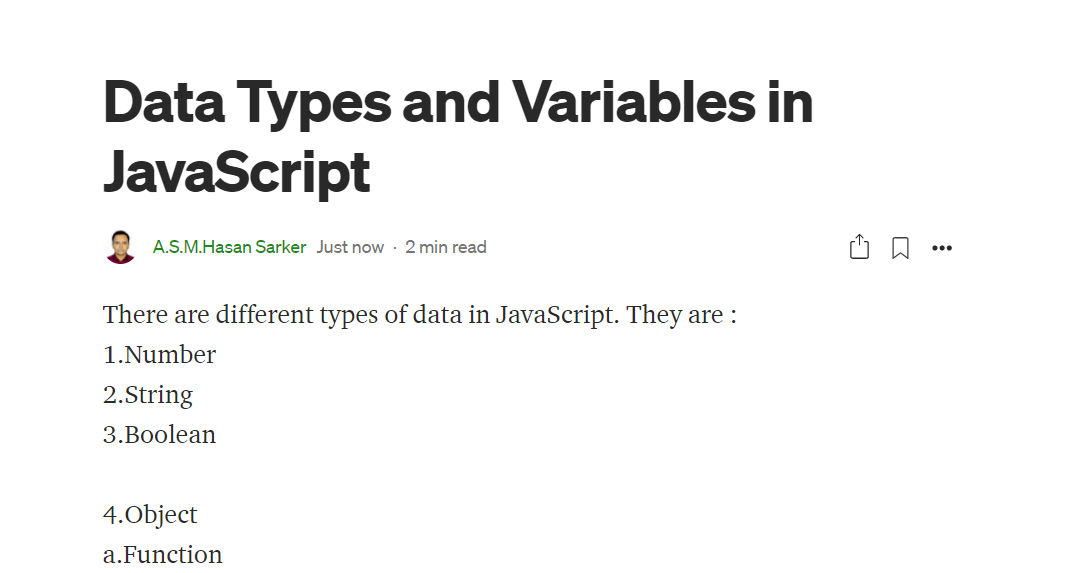 Data Types and Variables in
JavaScript
A.S.M.Hasan Sarker Just now · 2 min read
There are different types of data in JavaScript. They are :
1.Number
2.String
3.Boolean
4.Object
a.Function